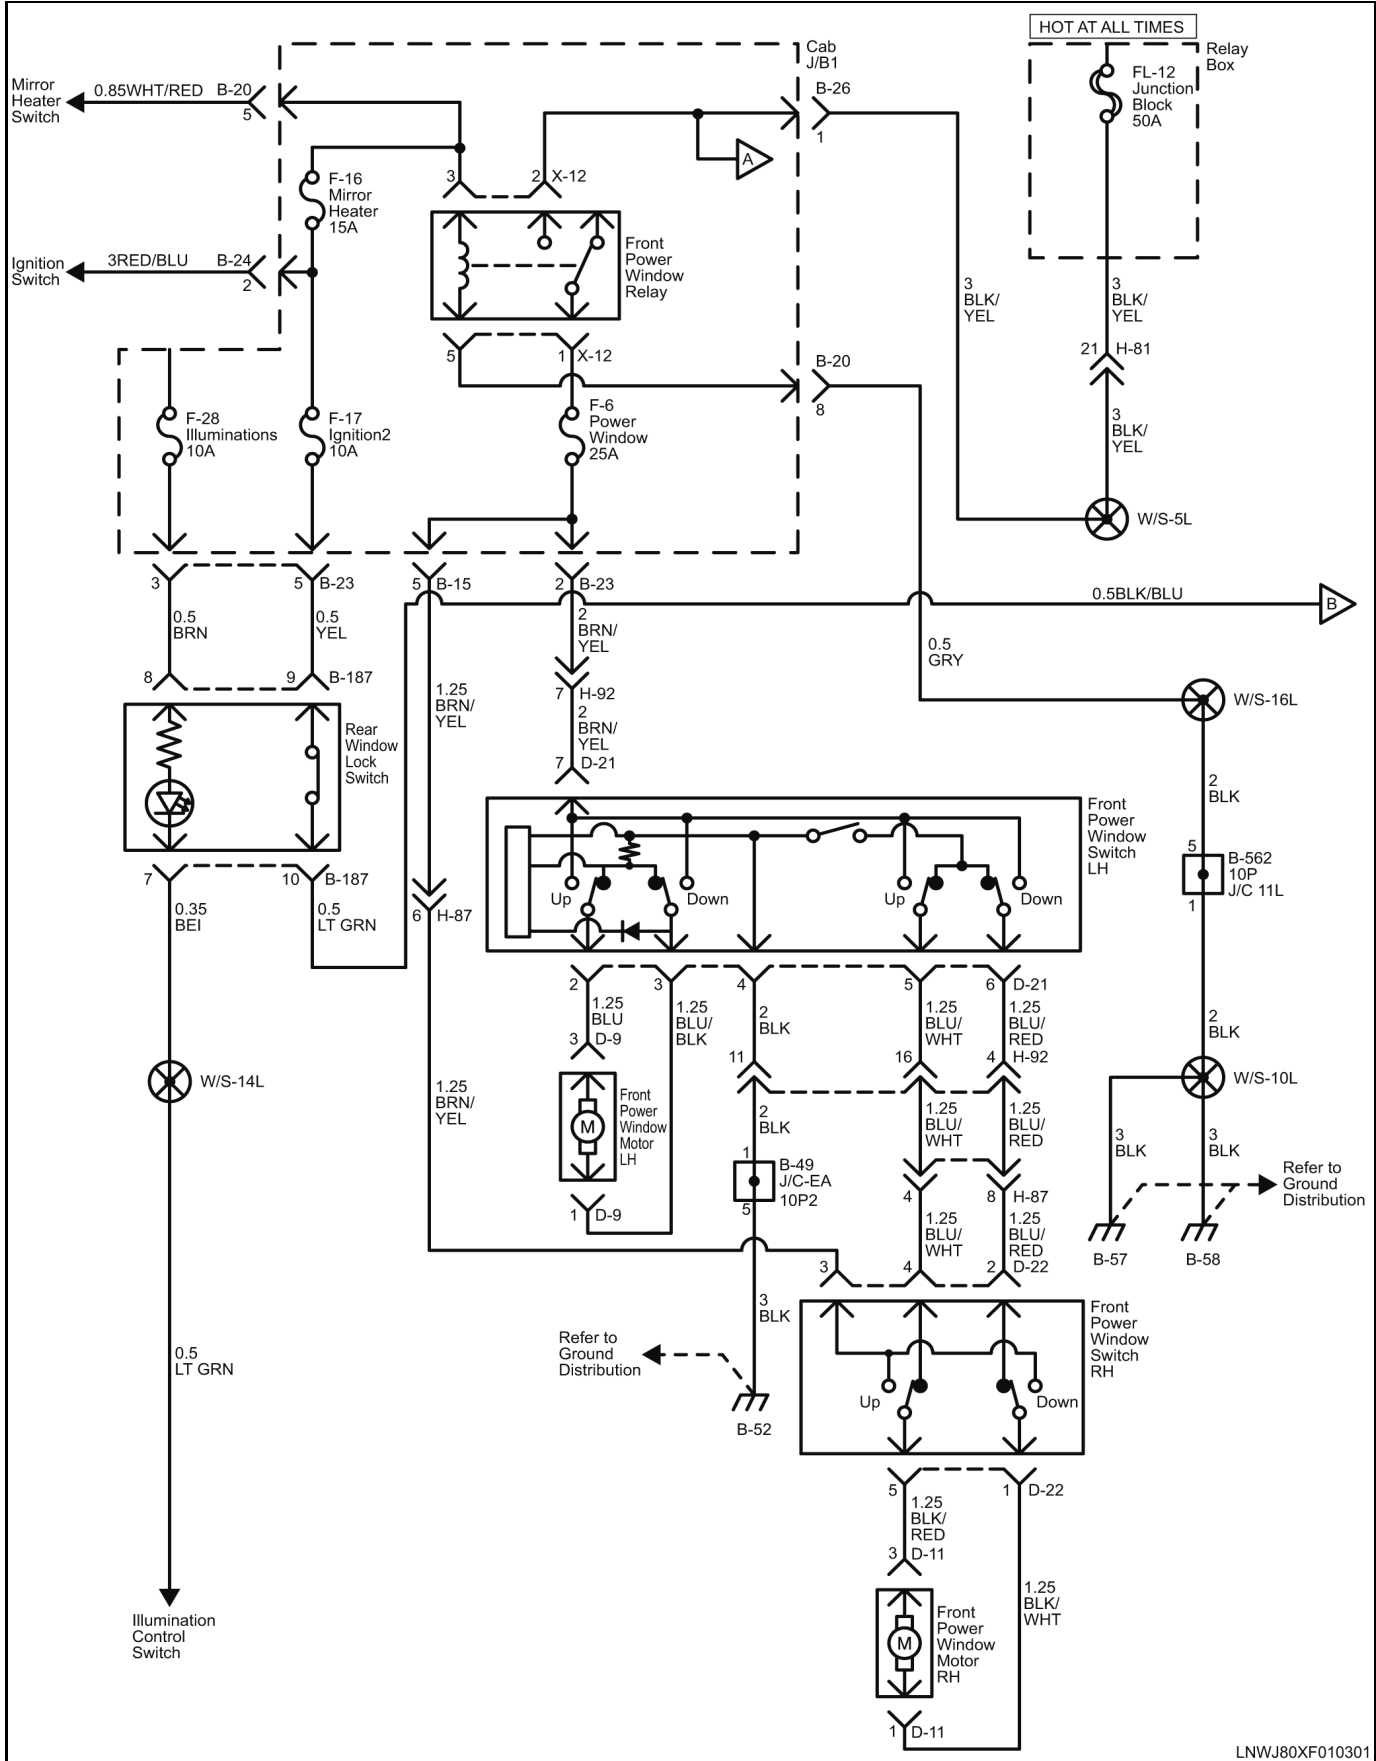 HOT AT ALL TIMES
Cab
J/B1
Relay
Box
FL-12
Junction
Block
50A
Mirror
Heater
Switch
0.85WHT/RED
B-20
5
B-26
1
A
3
2
X-12
F-16
Mirror
Heater
15A
Front
Power
Window
Relay
Ignition
Switch
3RED/BLU
B-24
2
3
BLK/
YEL
3
BLK/
YEL
21
H-81
5
1
X-12
B-20
8
F-28
Illuminations
10A
F-17
Ignition2
10A
F-6
Power
Window
25A
3
BLK/
YEL
W/S-5L
3
5
B-23
5
B-15
2
B-23
0.5BLK/BLU
B
0.5
BRN
0.5
YEL
2
BRN/
YEL
0.5
GRY
8
9
B-187
1.25
BRN/
YEL
7
H-92
2
BRN/
YEL
7
D-21
W/S-16L
Rear
Window
Lock
Switch
2
BLK
Front
Power
Window
Switch
LH
Up
Down
Up
Down
5
B-562
10P
J/C 11L
1
7
10
B-187
0.35
BEI
0.5
LT GRN
6
H-87
2
3
4
5
6
D-21
1.25
BLU
1.25
BLU/
BLK
2
BLK
1.25
BLU/
WHT
1.25
BLU/
RED
2
BLK
3
D-9
11
16
4
H-92
W/S-14L
W/S-10L
1.25
BRN/
YEL
Front
Power
Window
Motor
LH
M
2
BLK
1.25
BLU/
WHT
1.25
BLU/
RED
3
BLK
3
BLK
1
B-49
J/C-EA
10P2
5
Refer to
Ground
Distribution
4
8
H-87
1
D-9
1.25
BLU/
WHT
1.25
BLU/
RED
B-57
B-58
3
4
2
D-22
3
BLK
Front
Power
Window
Switch
RH
Refer to
Ground
Distribution
0.5
LT GRN
Up
Down
B-52
5
1
D-22
1.25
BLK/
RED
3
D-11
1.25
BLK/
WHT
Illumination
Control
Switch
Front
Power
Window
Motor
RH
M
1
D-11
LNWJ80XF010301